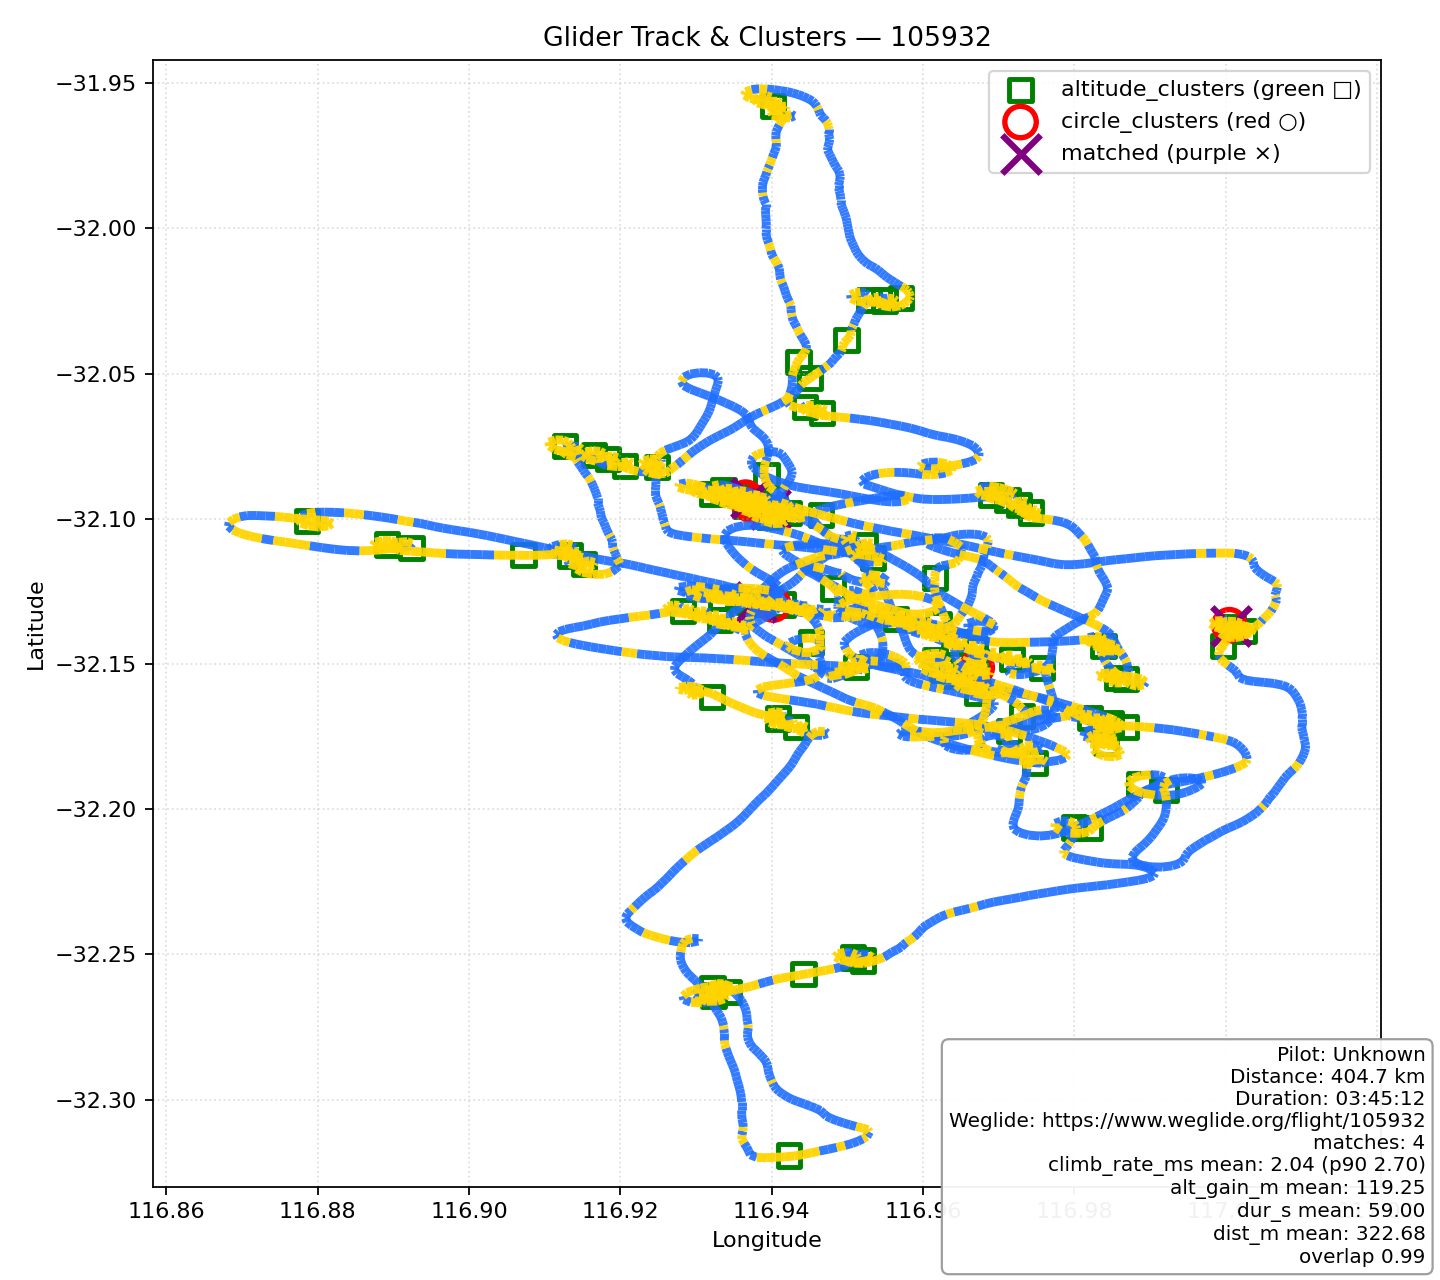 Glider Track & Clusters — 105932
altitude_clusters (green □)
circle_clusters (red ○)
matched (purple ×)
−31.95
−32.00
−32.05
−32.10
−32.15
−32.20
−32.25
−32.30
Latitude
116.86
116.88
116.90
116.92
116.94
116.96
116.98
Longitude
Pilot: Unknown
Distance: 404.7 km
Duration: 03:45:12
Weglide: https://www.weglide.org/flight/105932
matches: 4
climb_rate_ms mean: 2.04 (p90 2.70)
alt_gain_m mean: 119.25
dur_s mean: 59.00
dist_m mean: 322.68
overlap 0.99